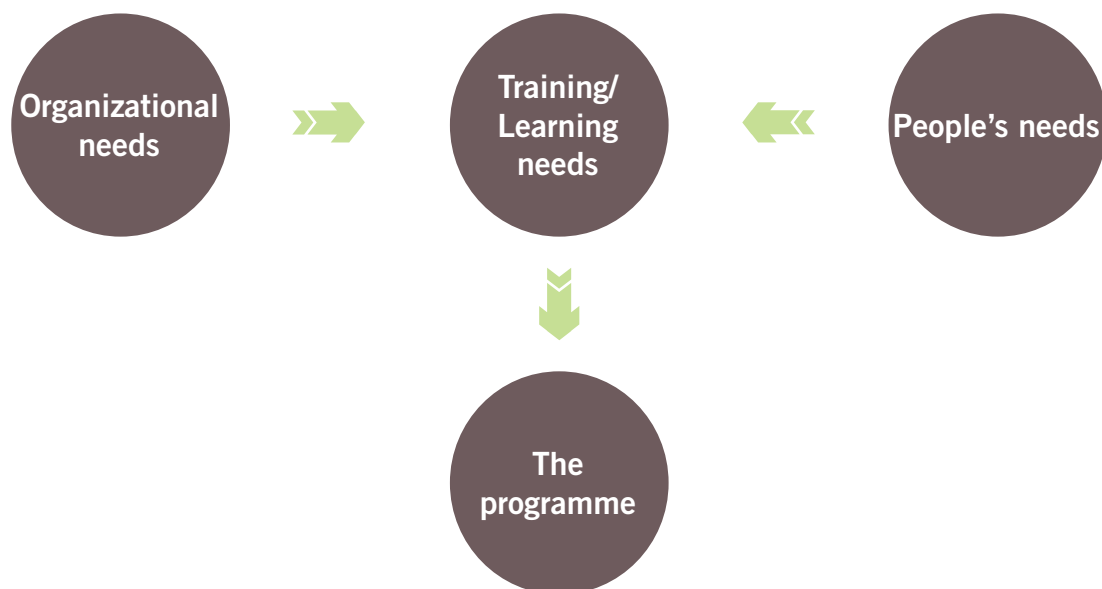 Organizational
needs
Training/
Learning
needs
People's needs
The
programme